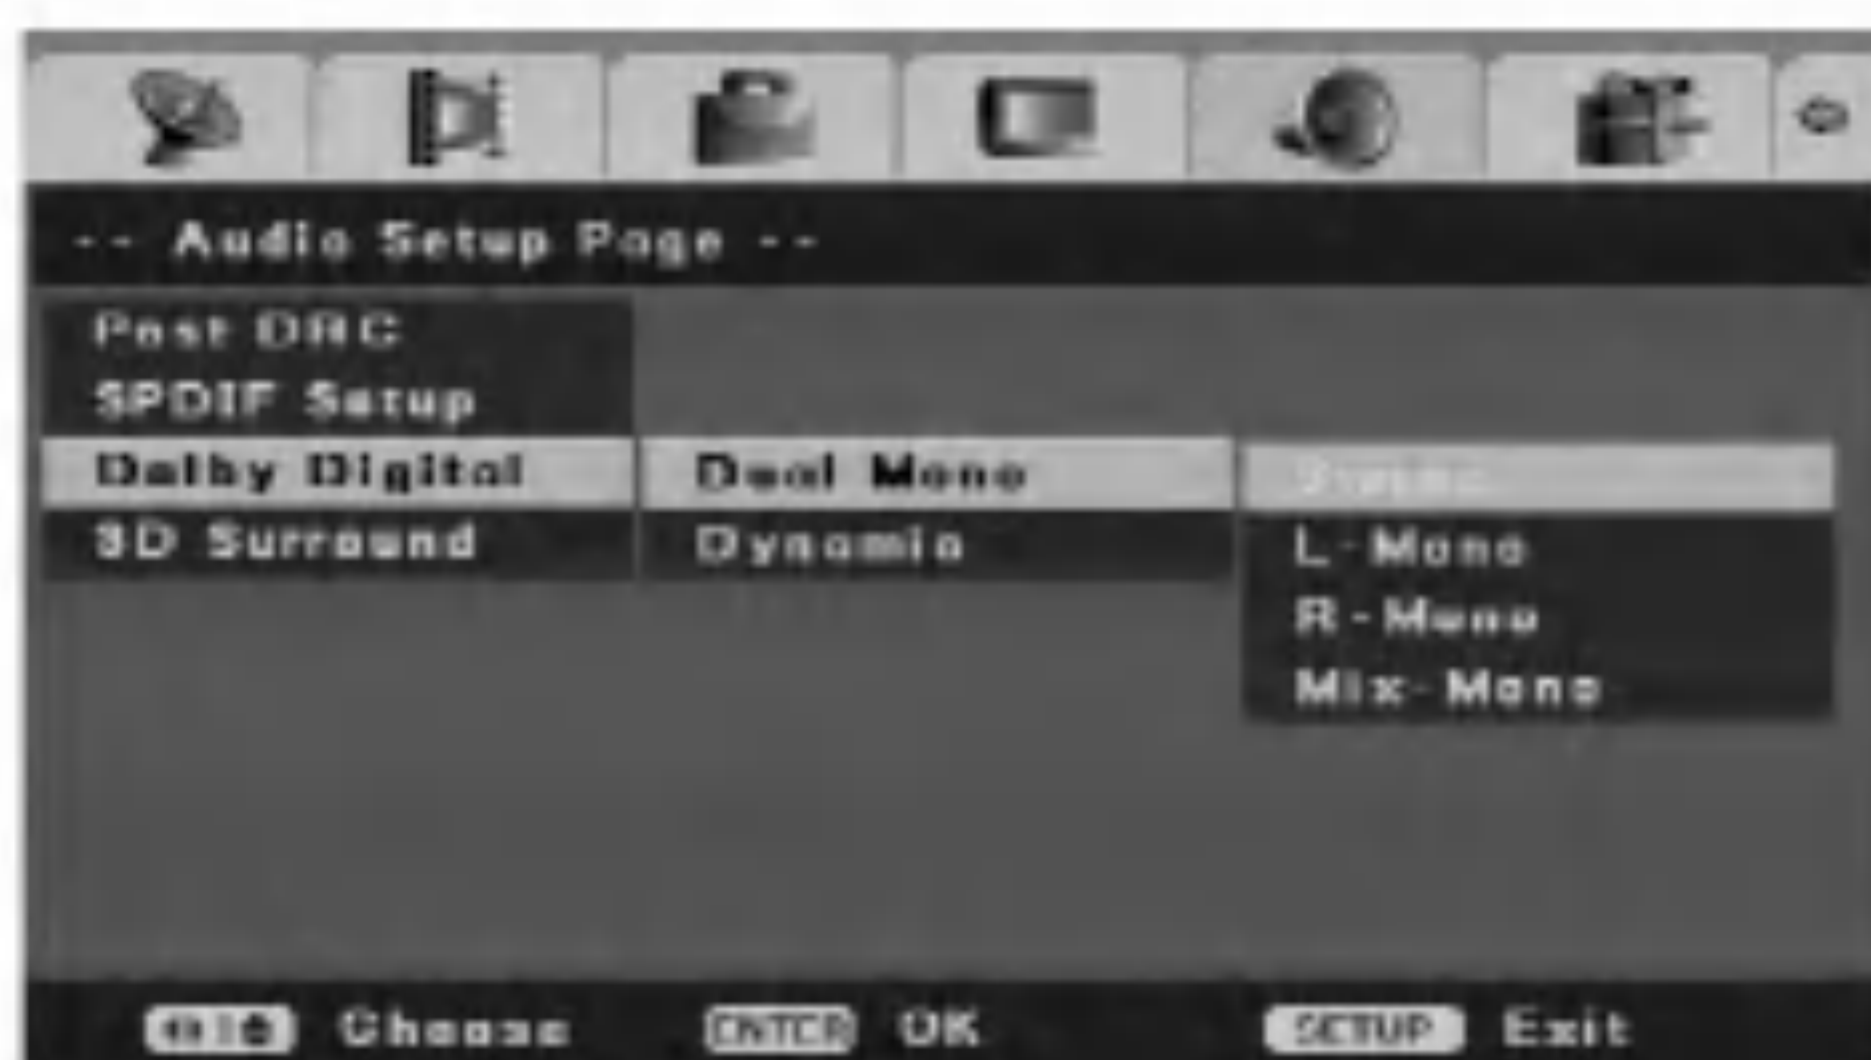 -- Audio Setup Page --
Post DRC
SPDIF Setup
Dolby Digital
Dual Mono
3D Surround
Dynamic
L-Mono
R-Mono
Mix-Mono
Choose
ENTER OK
SETUP Exit